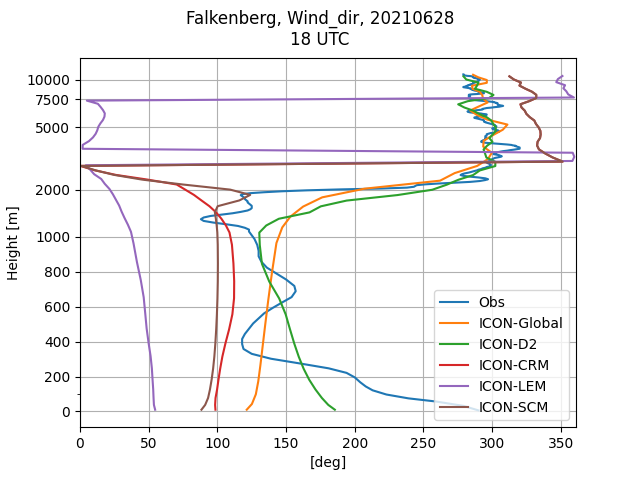 Falkenberg, Wind_dir, 20210628
18 UTC
Height [m]
10000
7500
5000
2000
1000
800
600
400
200
0
0 50 100 150 200 250 300 350
[deg]
Obs
ICON-Global
ICON-D2
ICON-CRM
ICON-LEM
ICON-SCM